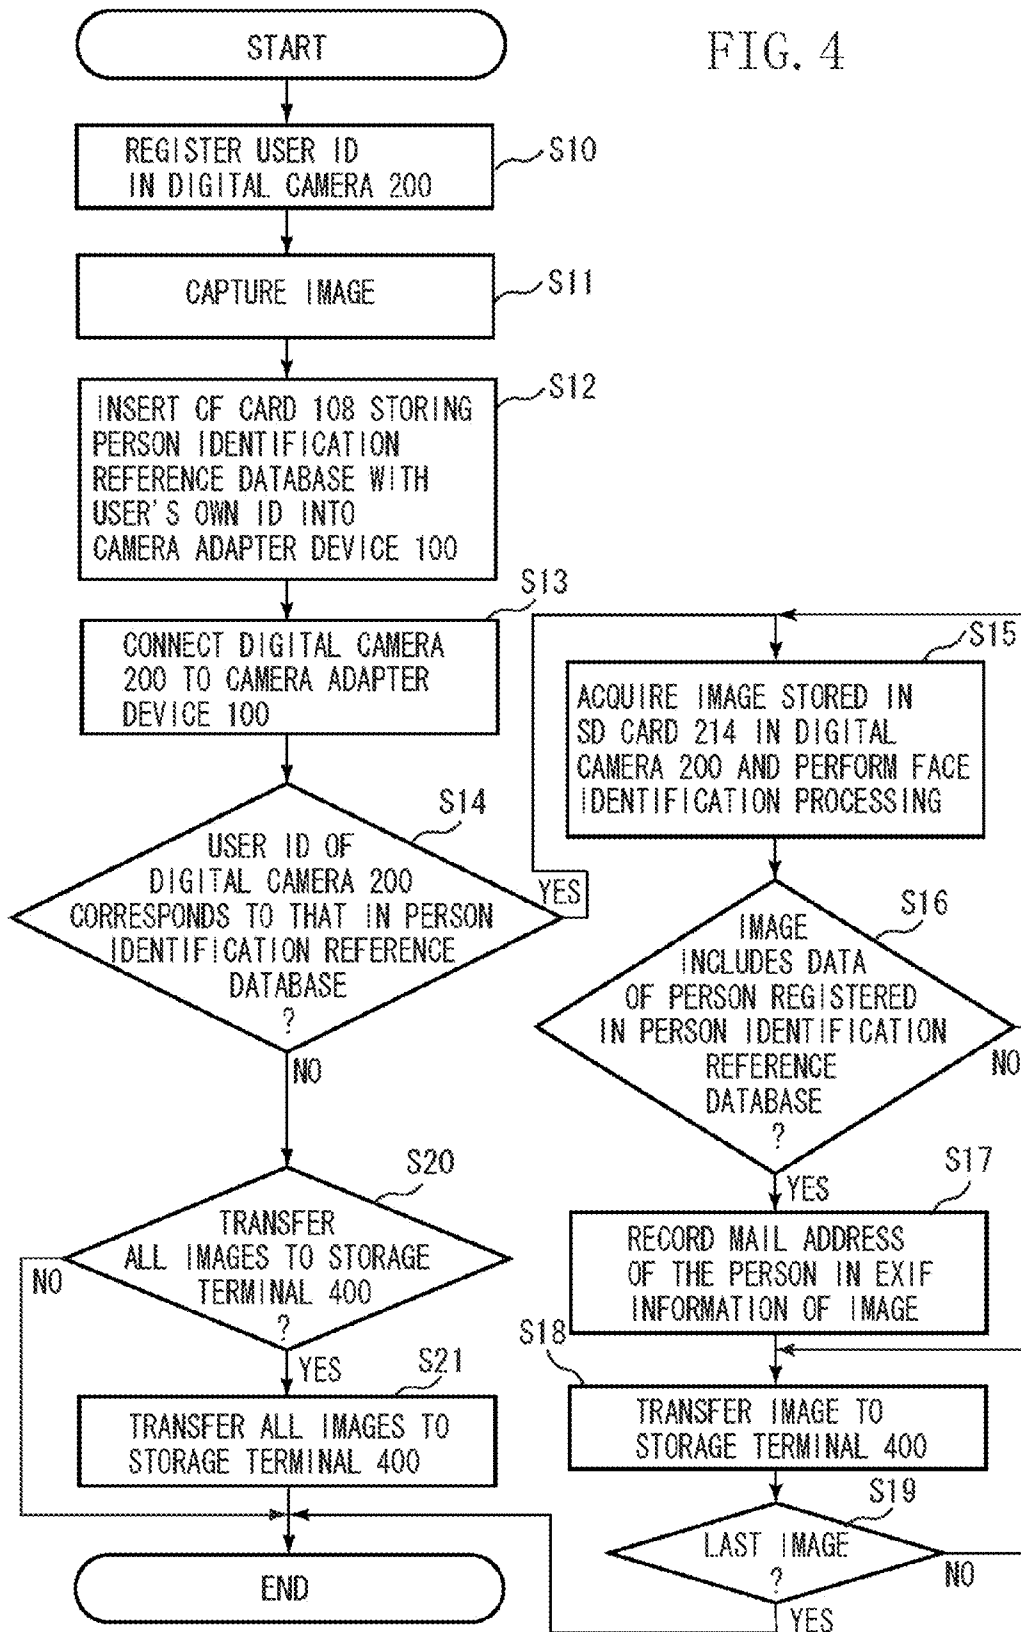 FIG. 4
START
REGISTER USER ID
IN DIGITAL CAMERA 200
S10
CAPTURE IMAGE
S11
INSERT CF CARD 108 STORING
PERSON IDENTIFICATION
REFERENCE DATABASE WITH
USER'S OWN ID INTO
CAMERA ADAPTER DEVICE 100
S12
CONNECT DIGITAL CAMERA
200 TO CAMERA ADAPTER
DEVICE 100
S13
USER ID OF
DIGITAL CAMERA 200
CORRESPONDS TO THAT IN PERSON
IDENTIFICATION REFERENCE
DATABASE
?
S14
YES
NO
TRANSFER
ALL IMAGES TO STORAGE
TERMINAL 400
?
S20
NO
YES
TRANSFER ALL IMAGES TO
STORAGE TERMINAL 400
S21
END
ACQUIRE IMAGE STORED IN
SD CARD 214 IN DIGITAL
CAMERA 200 AND PERFORM FACE
IDENTIFICATION PROCESSING
S15
IMAGE
INCLUDES DATA
OF PERSON REGISTERED
IN PERSON IDENTIFICATION
REFERENCE
DATABASE
?
S16
NO
YES
RECORD MAIL ADDRESS
OF THE PERSON IN EXIF
INFORMATION OF IMAGE
S17
TRANSFER IMAGE TO
STORAGE TERMINAL 400
S18
LAST IMAGE
?
S19
NO
YES